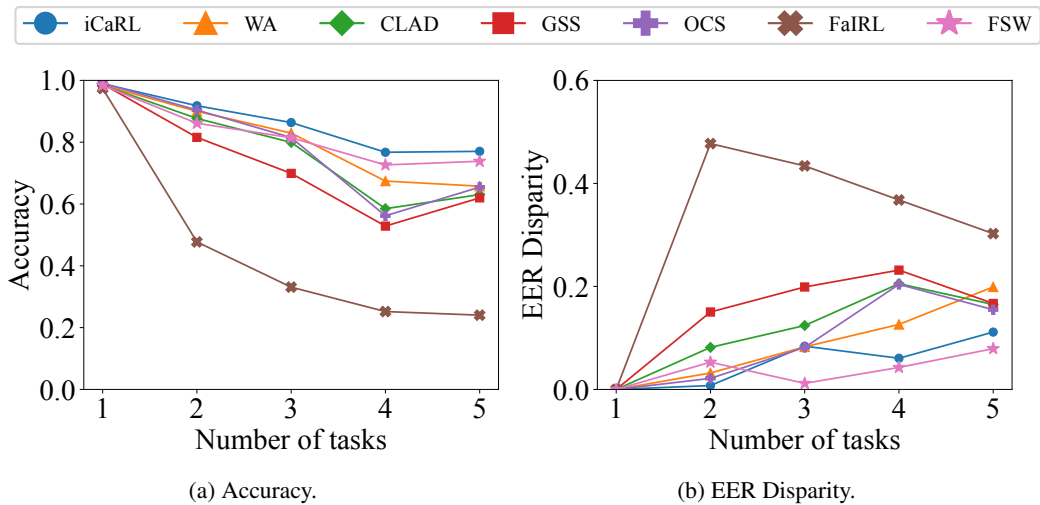 iCaRL WA CLAD GSS OCS FaIRL FSW
1.0
0.8
0.6
0.4
0.2
0.0
Accuracy
1 2 3 4 5
Number of tasks
(a) Accuracy.
0.6
0.4
0.2
0.0
EER Disparity
1 2 3 4 5
Number of tasks
(b) EER Disparity.